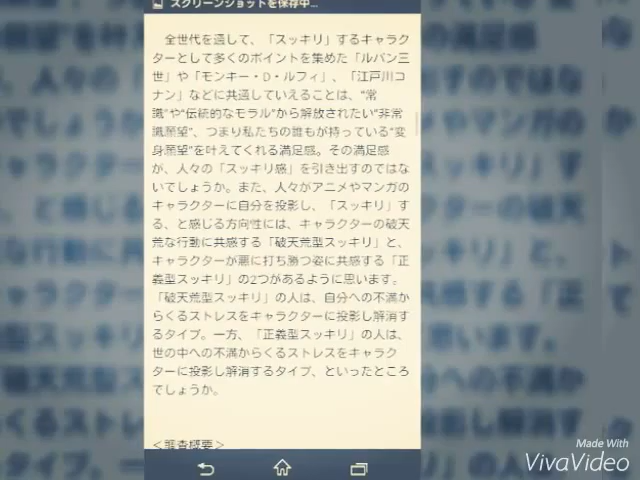 スクリーンショットを保存中...
全世代を通して、「スッキリ」するキャラク
ターとして多くのポイントを集めた「ルパン三
世」や「モンキー・D・ルフィ」、「江戸川コ
ナン」などに共通していえることは、“常
識”や“伝統的なモラル”から解放されたい“非常
識願望”、つまり私たちの誰もが持っている“変
身願望”を叶えてくれる満足感。その満足感
が、人々の「スッキリ感」を引き出すのではな
いでしょうか。また、人々がアニメやマンガの
キャラクターに自分を投影し、「スッキリ」す
る、と感じる方向性には、キャラクターの破天
荒な行動に共感する「破天荒型スッキリ」と、
キャラクターが悪に打ち勝つ姿に共感する「正
義型スッキリ」の2つがあるように思います。
「破天荒型スッキリ」の人は、自分への不満か
らくるストレスをキャラクターに投影し解消す
るタイプ。一方、「正義型スッキリ」の人は、
世の中への不満からくるストレスをキャラク
ターに投影し解消するタイプ、といったところ
でしょうか。
＜調査概要＞
Made With
VivaVideo